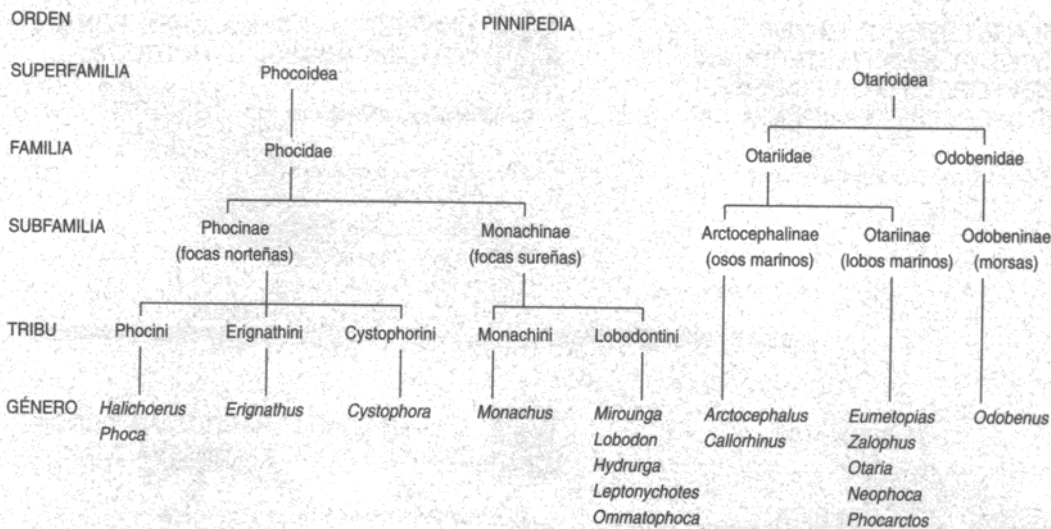 ORDEN PINNIPEDIA
SUPERFAMILIA Phocoidea Otarioidea
FAMILIA Phocidae Otariidae Odobenidae
SUBFAMILIA Phocinae Monachinae Arctocephalinae Otariinae Odobeninae
(focas norteñas) (focas sureñas) (osos marinos) (lobos marinos) (morsas)
TRIBU Phocini Erignathini Cystophorini Monachini Lobodontini
GÉNERO Halichoerus Erignathus Cystophora Monachus Mirounga Arctocephalus Eumetopias Odobenus
Phoca Lobodon Callorhinus Zalophus
Hydrurga Otaria
Leptonychotes Neophoca
Ommatophoca Phocarctos